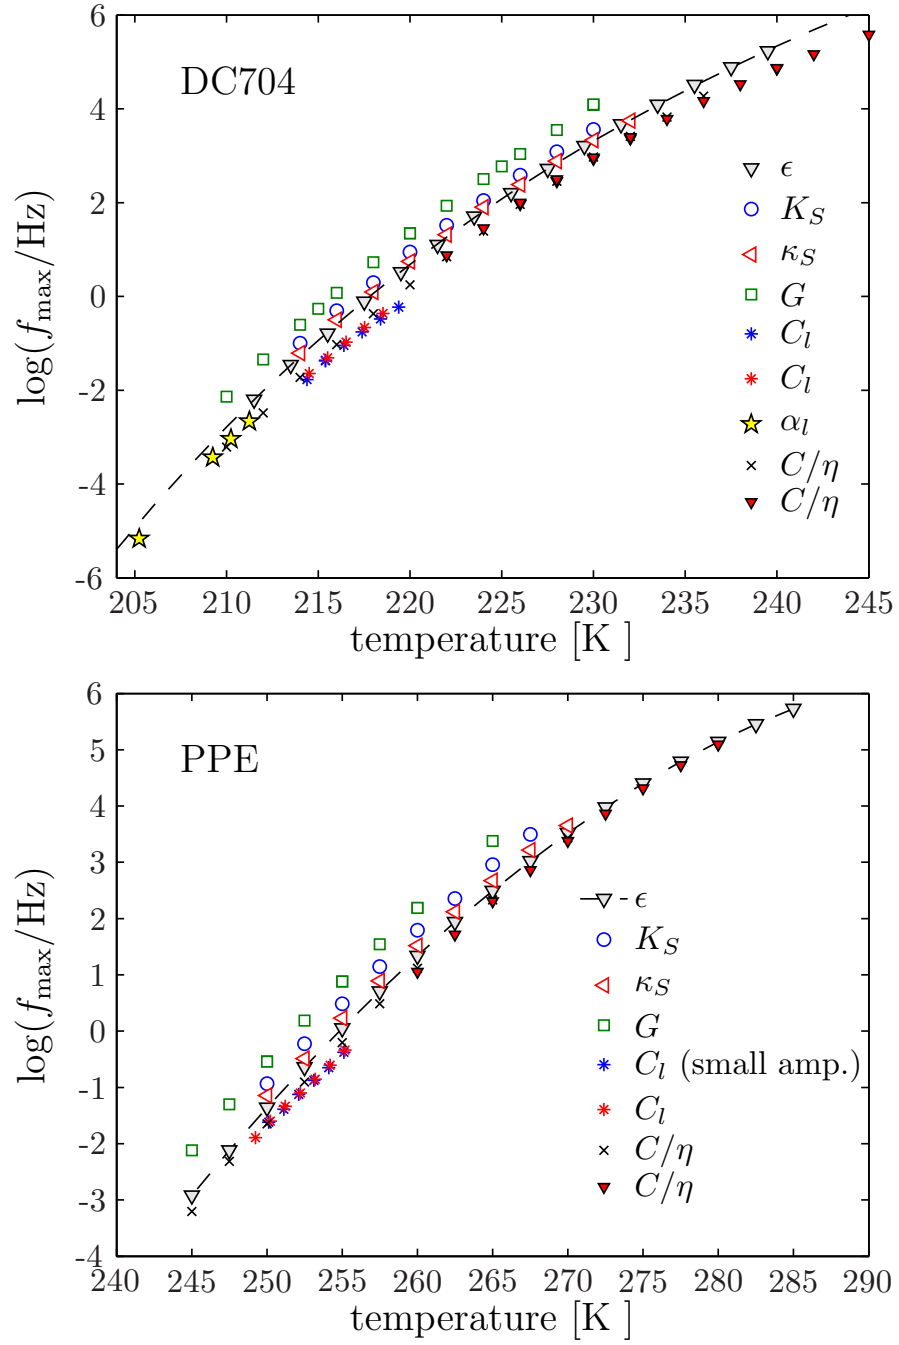 6
4
2
0
-2
-4
-6
log(f_max/Hz)
DC704
ϵ
K_S
κ_S
G
C_l
C_l
α_l
C/η
C/η
205 210 215 220 225 230 235 240 245
temperature [K ]
6
5
4
3
2
1
0
-1
-2
-3
-4
log(f_max/Hz)
PPE
ϵ
K_S
κ_S
G
C_l (small amp.)
C_l
C/η
C/η
240 245 250 255 260 265 270 275 280 285 290
temperature [K ]